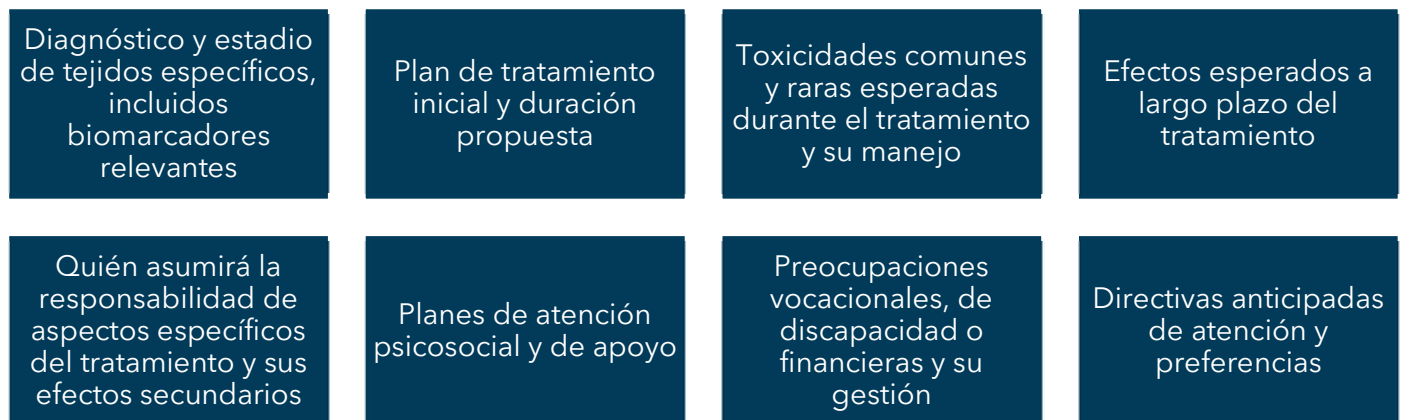 Diagnóstico y estadio
de tejidos específicos,
incluidos
biomarcadores
relevantes
Plan de tratamiento
inicial y duración
propuesta
Toxicidades comunes
y raras esperadas
durante el tratamiento
y su manejo
Efectos esperados a
largo plazo del
tratamiento
Quién asumirá la
responsabilidad de
aspectos específicos
del tratamiento y sus
efectos secundarios
Planes de atención
psicosocial y de apoyo
Preocupaciones
vocacionales, de
discapacidad o
financieras y su
gestión
Directivas anticipadas
de atención y
preferencias